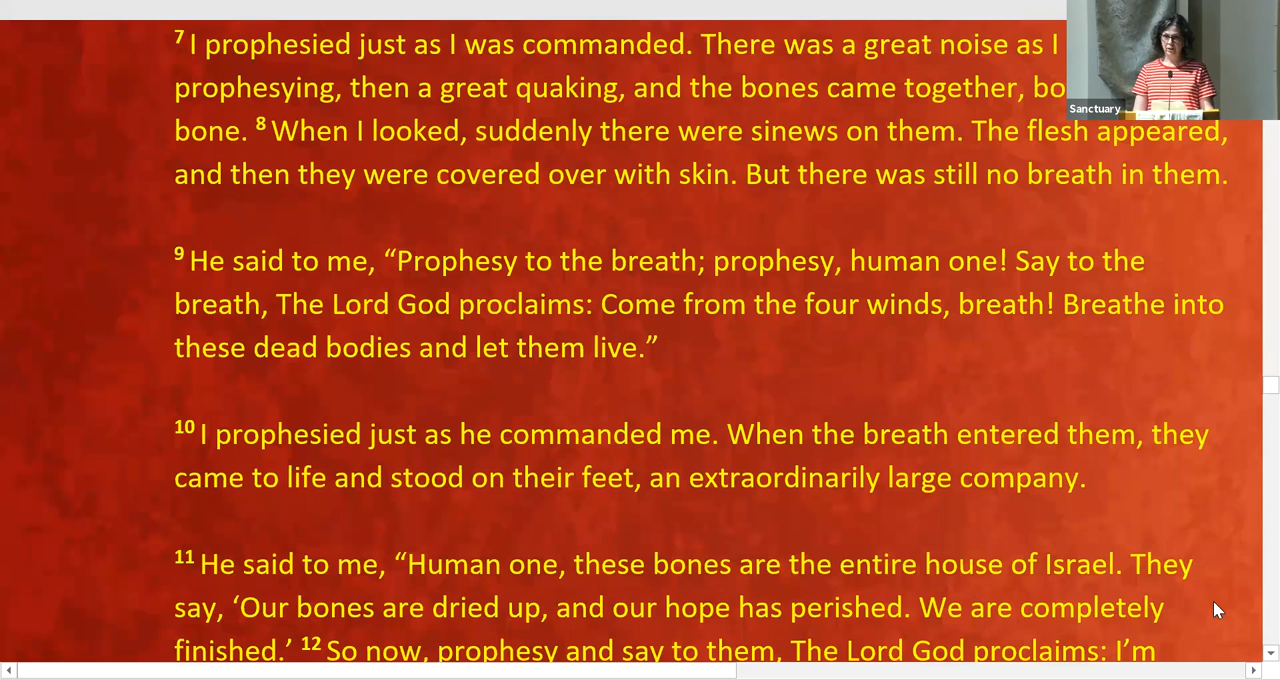 7 I prophesied just as I was commanded. There was a great noise as I
prophesying, then a great quaking, and the bones came together,
bone. 8 When I looked, suddenly there were sinews on them. The flesh appeared,
and then they were covered over with skin. But there was still no breath in them.
9 He said to me, “Prophesy to the breath; prophesy, human one! Say to the
breath, The Lord God proclaims: Come from the four winds, breath! Breathe into
these dead bodies and let them live.”
10 I prophesied just as he commanded me. When the breath entered them, they
came to life and stood on their feet, an extraordinarily large company.
11 He said to me, “Human one, these bones are the entire house of Israel. They
say, ‘Our bones are dried up, and our hope has perished. We are completely
finished.’ 12 So now, prophesy and say to them, The Lord God proclaims: I’m
Sanctuary